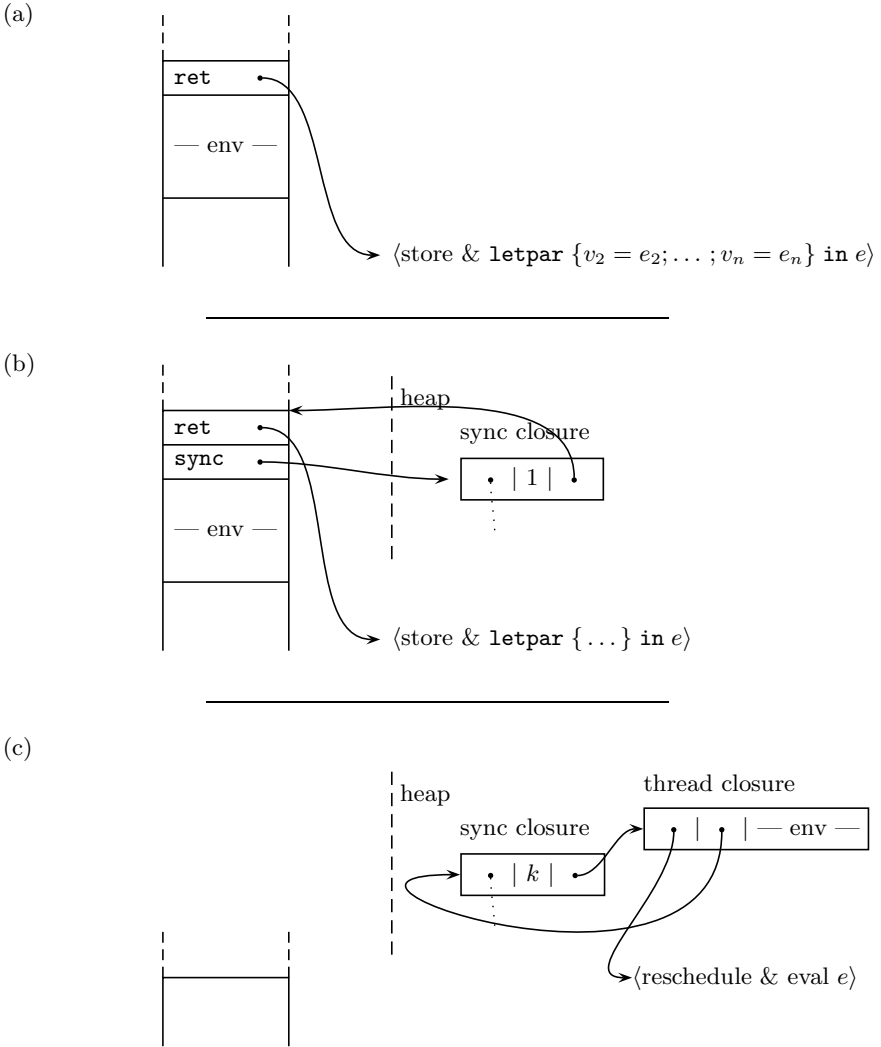 (a)
ret
— env —
⟨store & letpar {v₂ = e₂; … ; vₙ = eₙ} in e⟩
(b)
heap
ret
sync closure
sync
| 1 |
— env —
⟨store & letpar {…} in e⟩
(c)
thread closure
heap
sync closure
| | — env —
| k |
⟨reschedule & eval e⟩